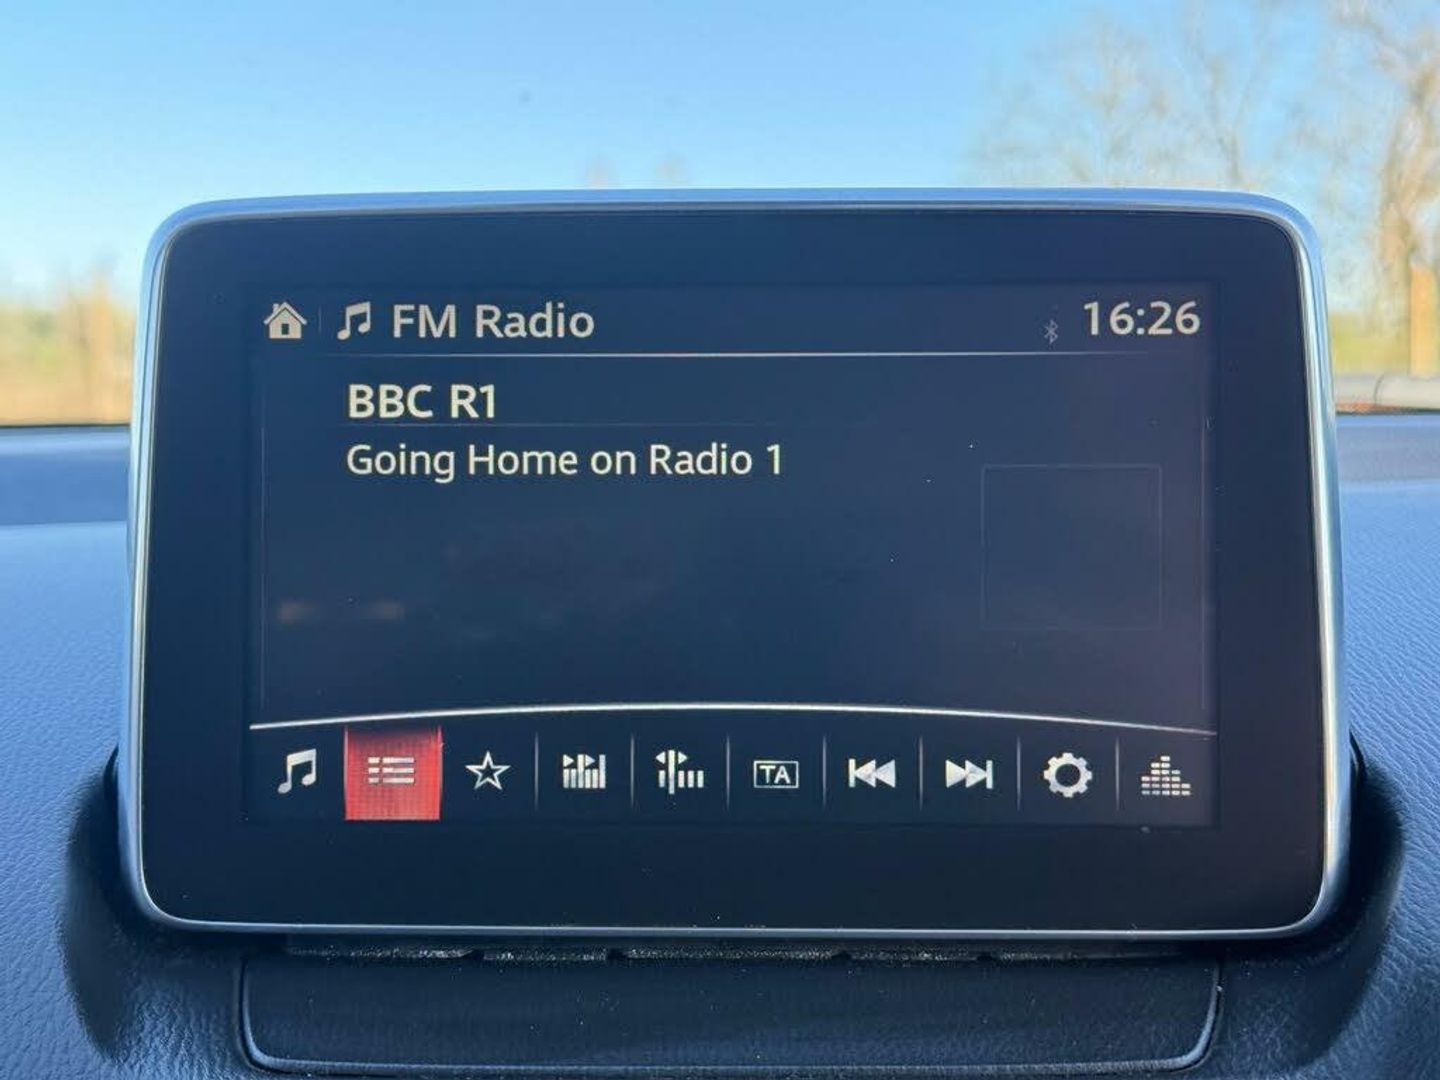 FM Radio 16:26
BBC R1
Going Home on Radio 1
TA